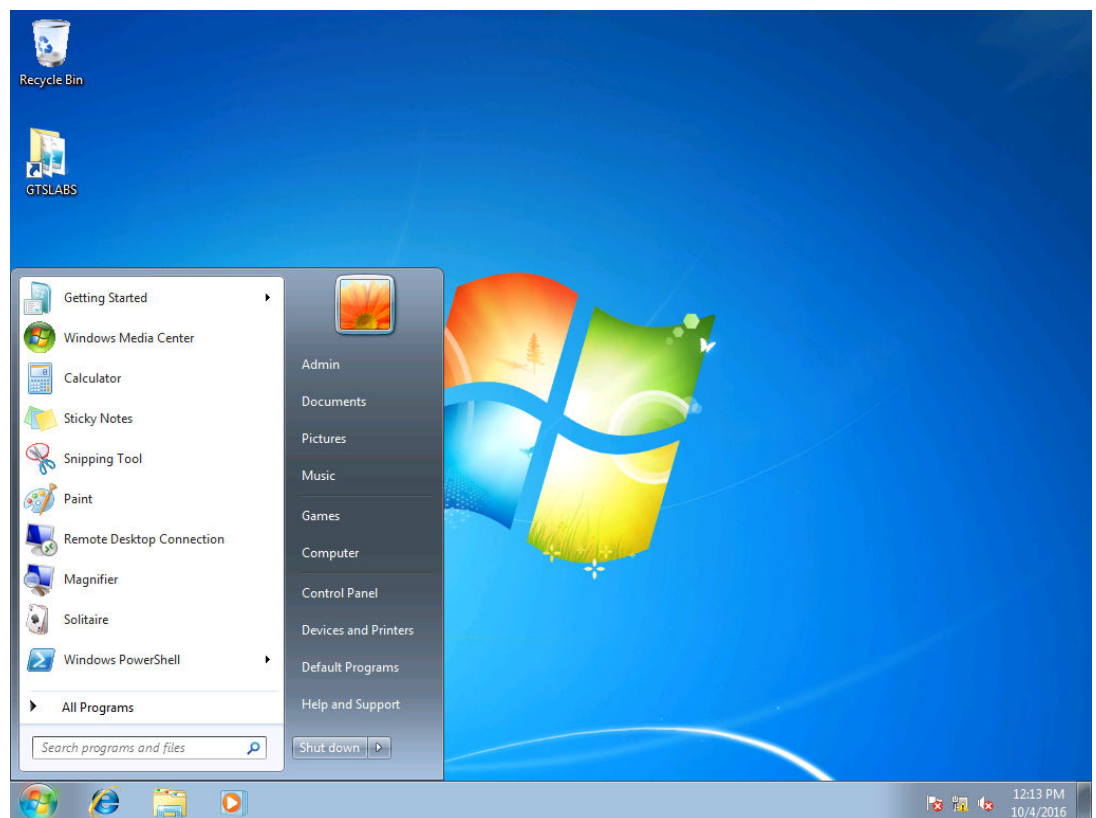 Recycle Bin
GTSLABS
Getting Started
Windows Media Center
Calculator
Sticky Notes
Snipping Tool
Paint
Remote Desktop Connection
Magnifier
Solitaire
Windows PowerShell
All Programs
Search programs and files
Admin
Documents
Pictures
Music
Games
Computer
Control Panel
Devices and Printers
Default Programs
Help and Support
Shut down
12:13 PM
10/4/2016